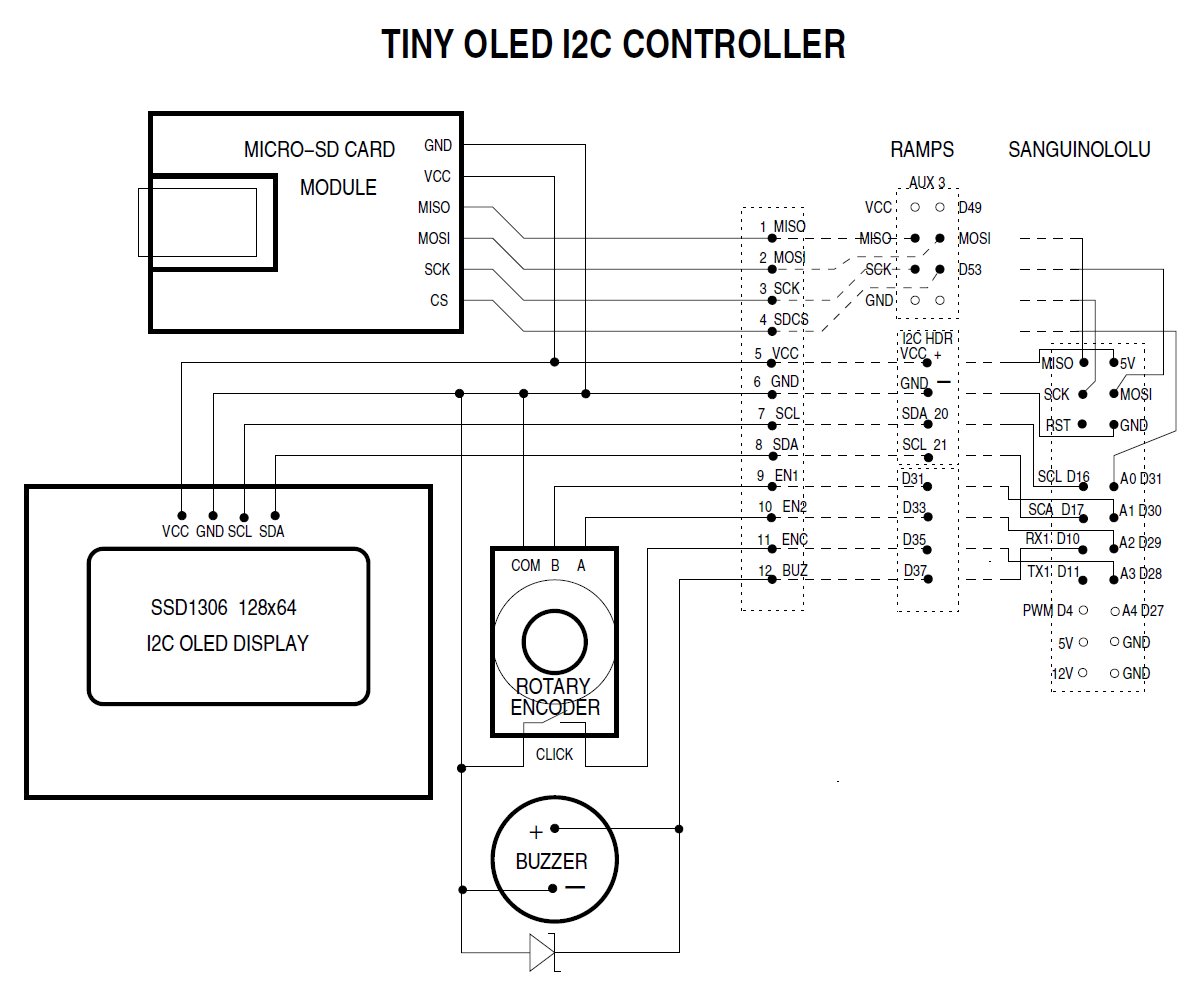 TINY OLED I2C CONTROLLER
MICRO-SD CARD
MODULE
GND
VCC
MISO
MOSI
SCK
CS
RAMPS
SANGUINOLOLU
AUX 3
VCC D49
MISO MOSI
SCK D53
GND
1 MISO
2 MOSI
3 SCK
4 SDCS
5 VCC
6 GND
7 SCL
8 SDA
9 EN1
10 EN2
11 ENC
12 BUZ
I2C HDR
VCC +
GND −
SDA 20
SCL 21
D31
D33
D35
D37
MISO 5V
SCK MOSI
RST GND
SCL D16 A0 D31
SCA D17 A1 D30
RX1 D10 A2 D29
TX1 D11 A3 D28
PWM D4 A4 D27
5V GND
12V GND
VCC GND SCL SDA
SSD1306 128x64
I2C OLED DISPLAY
COM B A
ROTARY
ENCODER
CLICK
+
BUZZER
−